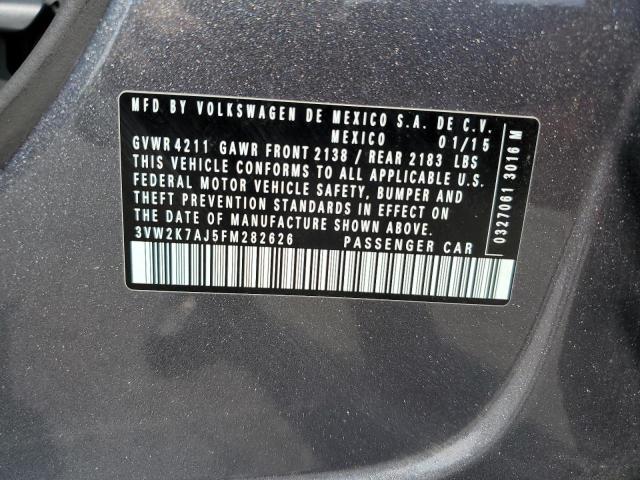 MFD BY VOLKSWAGEN DE MEXICO S.A. DE C.V.
MEXICO 01/15
GVWR 4211 GAWR FRONT 2138 / REAR 2183 LBS
THIS VEHICLE CONFORMS TO ALL APPLICABLE U.S.
FEDERAL MOTOR VEHICLE SAFETY, BUMPER AND
THEFT PREVENTION STANDARDS IN EFFECT ON
THE DATE OF MANUFACTURE SHOWN ABOVE.
3VW2K7AJ5FM282626 PASSENGER CAR
0327061 3016 M